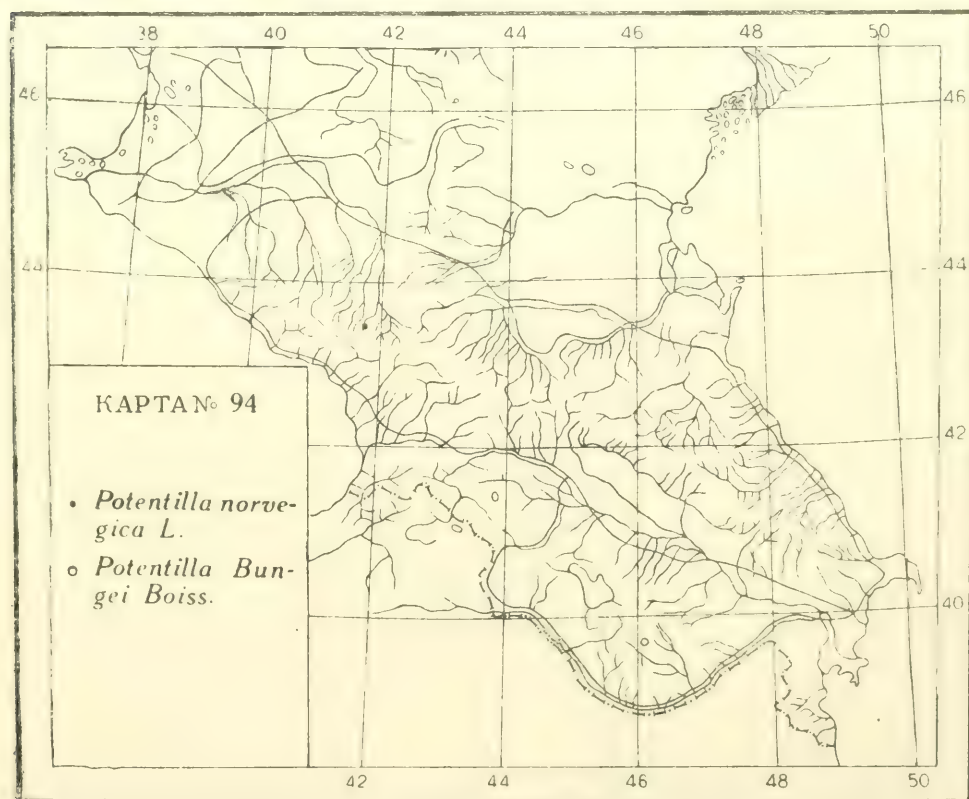 38 40 42 44 46 48 50
46 46
44 44
КАРТА № 94
42
• Potentilla norve-
gica L.
○ Potentilla Bun-
gei Boiss.
40
42 44 46 48 50